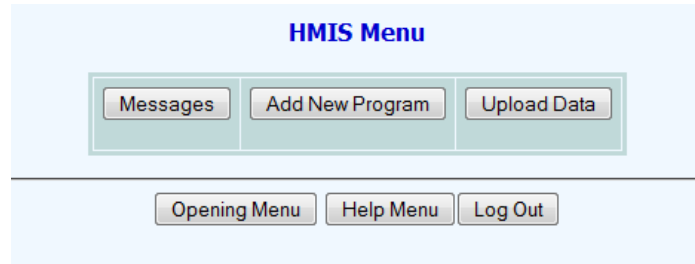 HMIS Menu
Messages Add New Program Upload Data
Opening Menu Help Menu Log Out